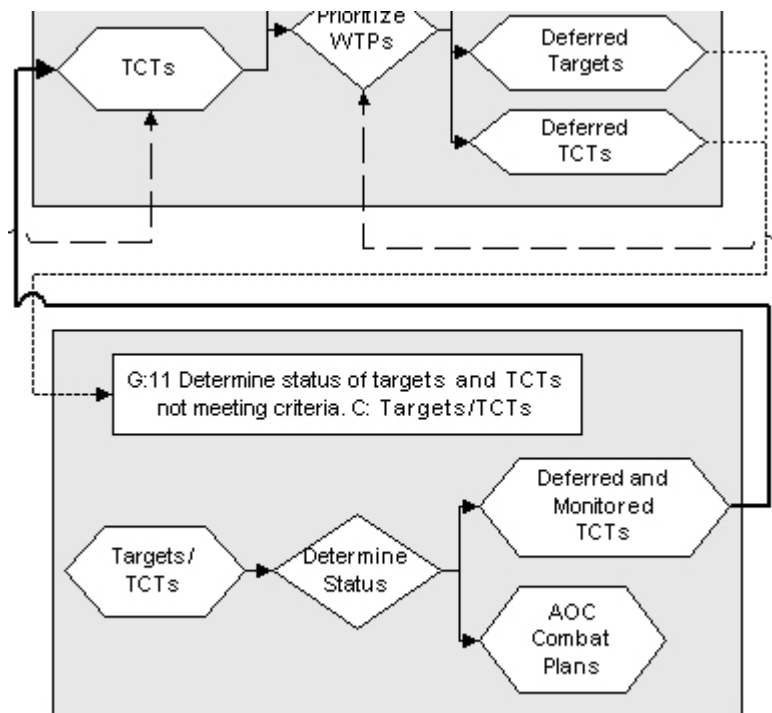 Prioritize
WTPs
TCTs
Deferred
Targets
Deferred
TCTs
G:11 Determine status of targets and TCTs
not meeting criteria. C: Targets/TCTs
Deferred and
Monitored
TCTs
Targets/
TCTs
Determine
Status
AOC
Combat
Plans